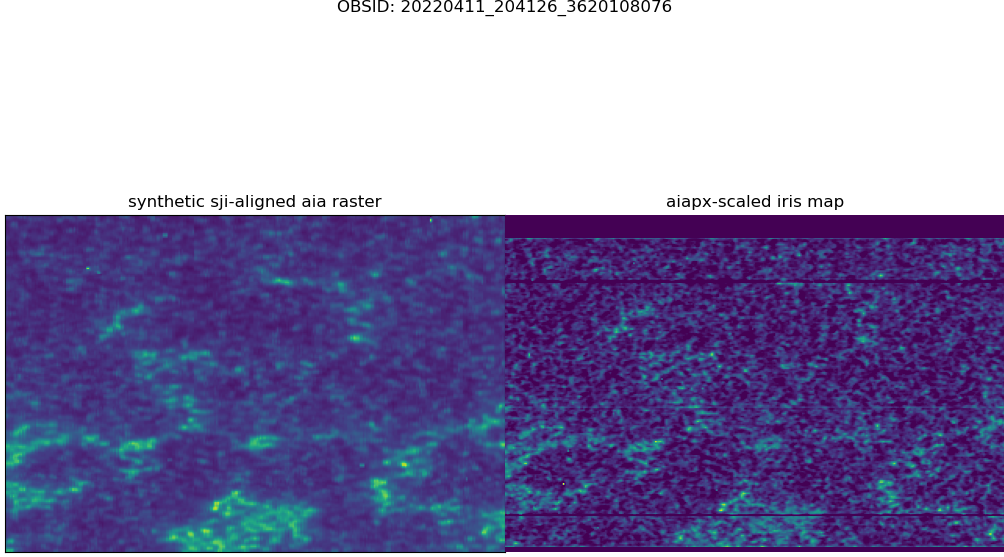 OBSID: 20220411_204126_3620108076
synthetic sji-aligned aia raster
aiapx-scaled iris map